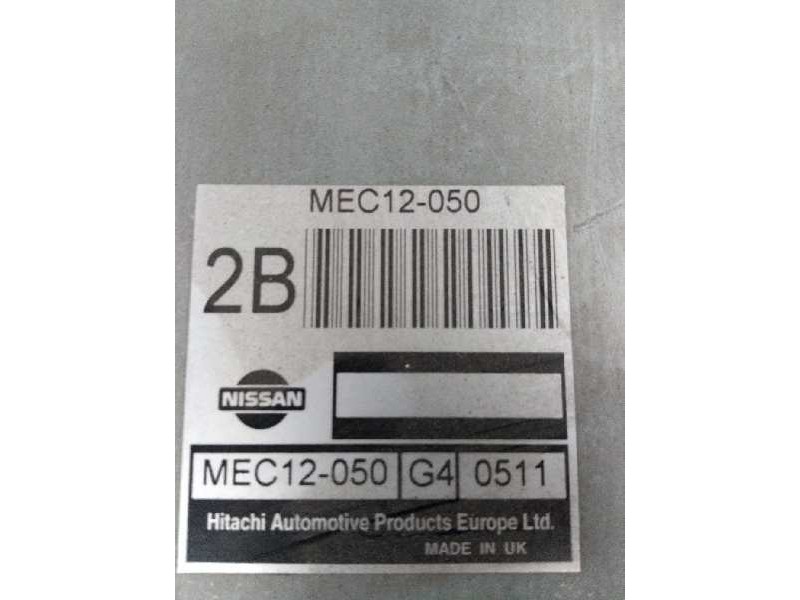 MEC12-050
2B
NISSAN
MEC12-050 G4 0511
Hitachi Automotive Products Europe Ltd.
MADE IN UK